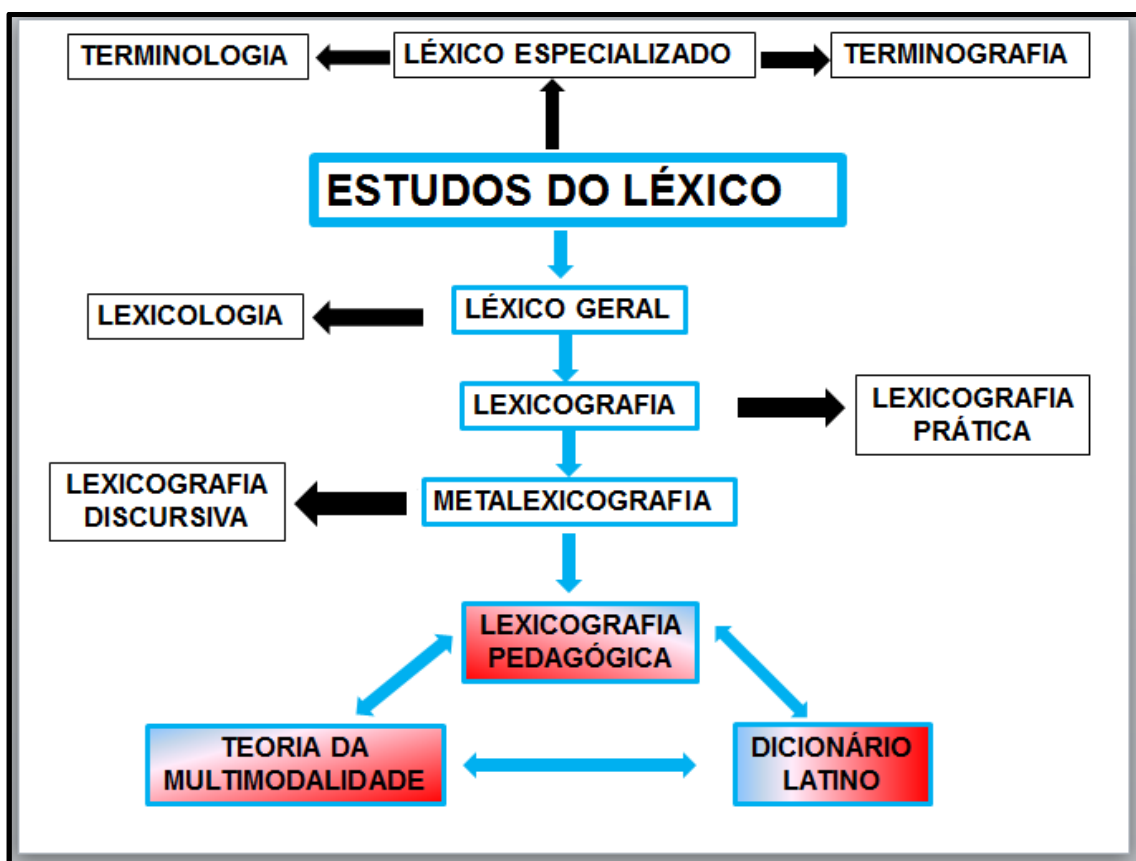 TERMINOLOGIA
LÉXICO ESPECIALIZADO
TERMINOGRAFIA
ESTUDOS DO LÉXICO
LÉXICO GERAL
LEXICOLOGIA
LEXICOGRAFIA
LEXICOGRAFIA
PRÁTICA
LEXICOGRAFIA
DISCURSIVA
METALEXICOGRAFIA
LEXICOGRAFIA
PEDAGÓGICA
TEORIA DA
MULTIMODALIDADE
DICIONÁRIO
LATINO